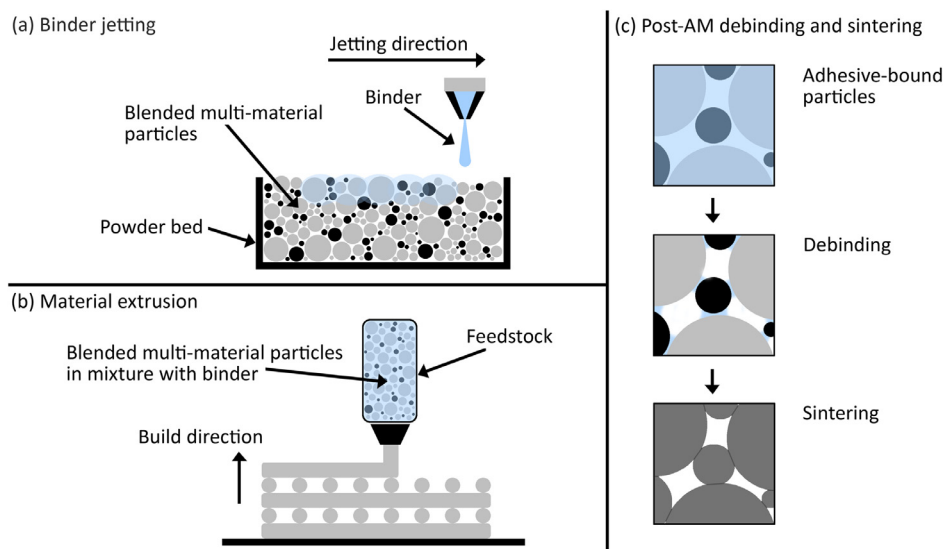 (a) Binder jetting
Jetting direction
Binder
Blended multi-material
particles
Powder bed
(b) Material extrusion
Feedstock
Blended multi-material particles
in mixture with binder
Build direction
(c) Post-AM debinding and sintering
Adhesive-bound
particles
Debinding
Sintering